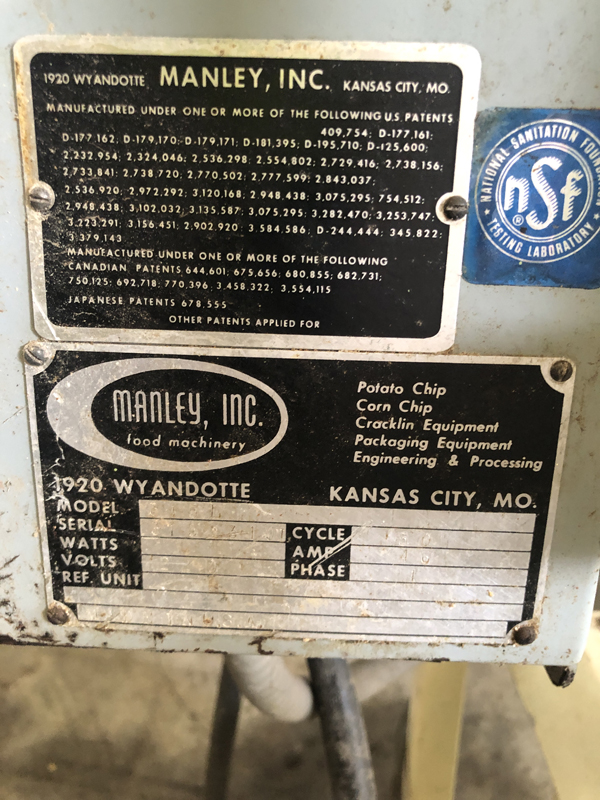 1920 WYANDOTTE MANLEY, INC. KANSAS CITY, MO.
MANUFACTURED UNDER ONE OR MORE OF THE FOLLOWING U.S. PATENTS
409,754; D-177,161;
D-177,162; D-179,170; D-179,171; D-181,395; D-195,710; D-125,600;
2,232,954; 2,324,046; 2,536,298; 2,554,802; 2,729,416; 2,738,156;
2,733,841; 2,738,720; 2,770,502; 2,777,599; 2,843,037;
2,536,920; 2,972,292; 3,120,168; 2,948,438; 3,075,295; 754,512;
2,948,438; 3,102,032; 3,135,587; 3,075,295; 3,282,470; 3,253,747;
3,223,291; 3,156,451; 2,902,920; 3,584,586; D-244,444; 345,822;
3,379,143
MANUFACTURED UNDER ONE OR MORE OF THE FOLLOWING
CANADIAN PATENTS 644,601; 675,656; 680,855; 682,731;
750,125; 692,718; 770,396; 3,458,322; 3,554,115
JAPANESE PATENTS 678,555
OTHER PATENTS APPLIED FOR
NATIONAL SANITATION FOUNDATION
nsf
®
TESTING LABORATORY
MANLEY, INC.
food machinery
Potato Chip
Corn Chip
Cracklin Equipment
Packaging Equipment
Engineering & Processing
1920 WYANDOTTE KANSAS CITY, MO.
MODEL
SERIAL
WATTS CYCLE
VOLTS AMP
REF. UNIT PHASE